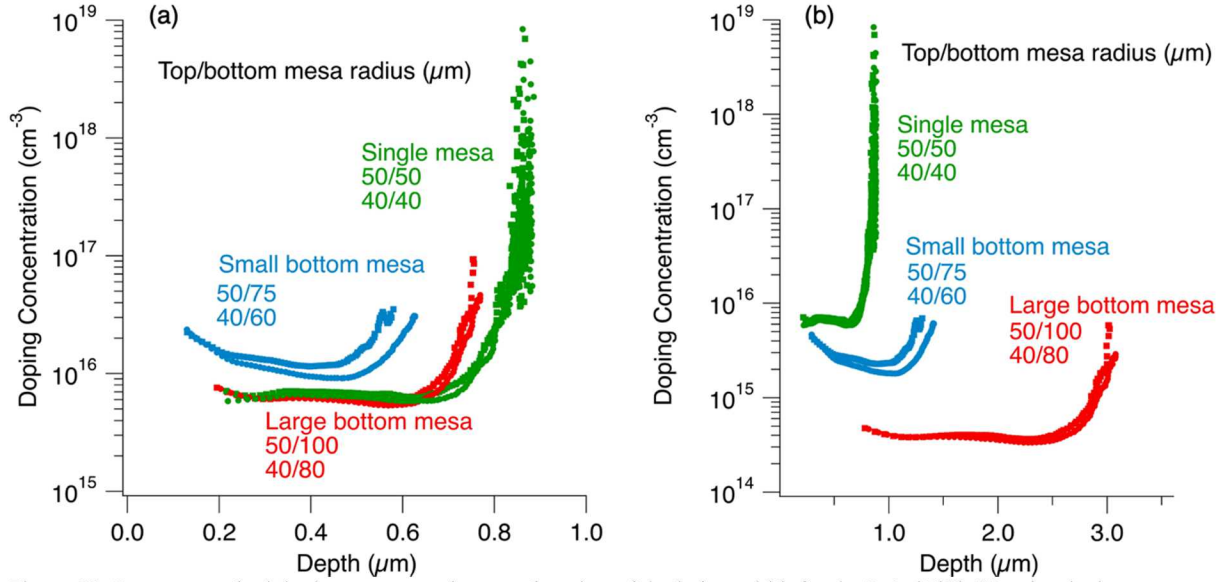 (a)
Top/bottom mesa radius (µm)
Single mesa
50/50
40/40
Small bottom mesa
50/75
40/60
Large bottom mesa
50/100
40/80
Doping Concentration (cm-3)
10^19
10^18
10^17
10^16
10^15
0.0 0.2 0.4 0.6 0.8 1.0
Depth (µm)
(b)
Top/bottom mesa radius (µm)
Single mesa
50/50
40/40
Small bottom mesa
50/75
40/60
Large bottom mesa
50/100
40/80
Doping Concentration (cm-3)
10^19
10^18
10^17
10^16
10^15
10^14
1.0 2.0 3.0
Depth (µm)